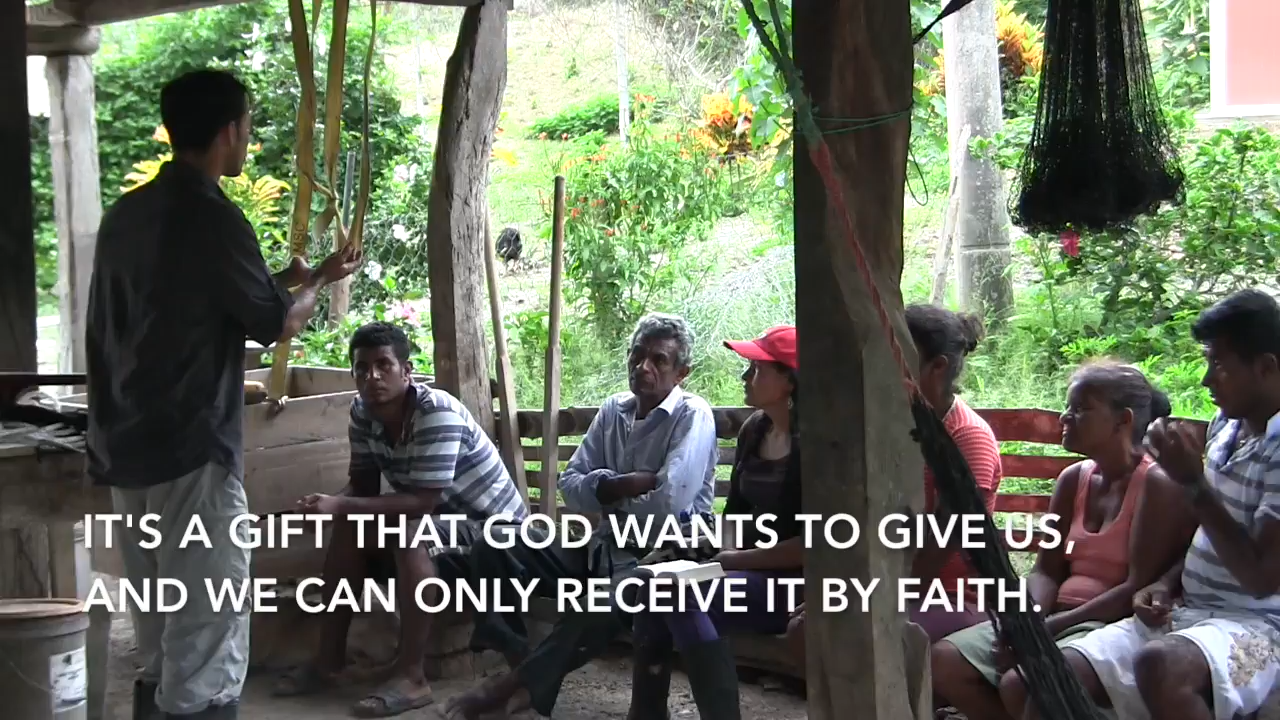 IT'S A GIFT THAT GOD WANTS TO GIVE US,
AND WE CAN ONLY RECEIVE IT BY FAITH.